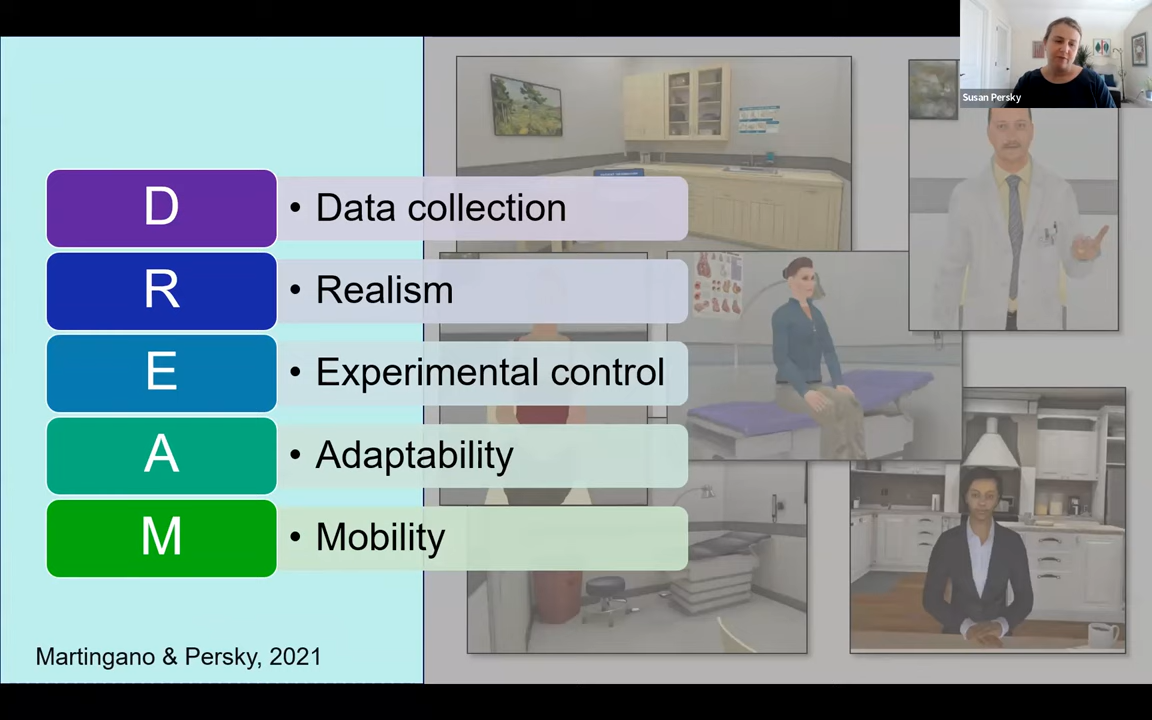 Susan Persky
D
• Data collection
R
• Realism
E
• Experimental control
A
• Adaptability
M
• Mobility
Martingano & Persky, 2021